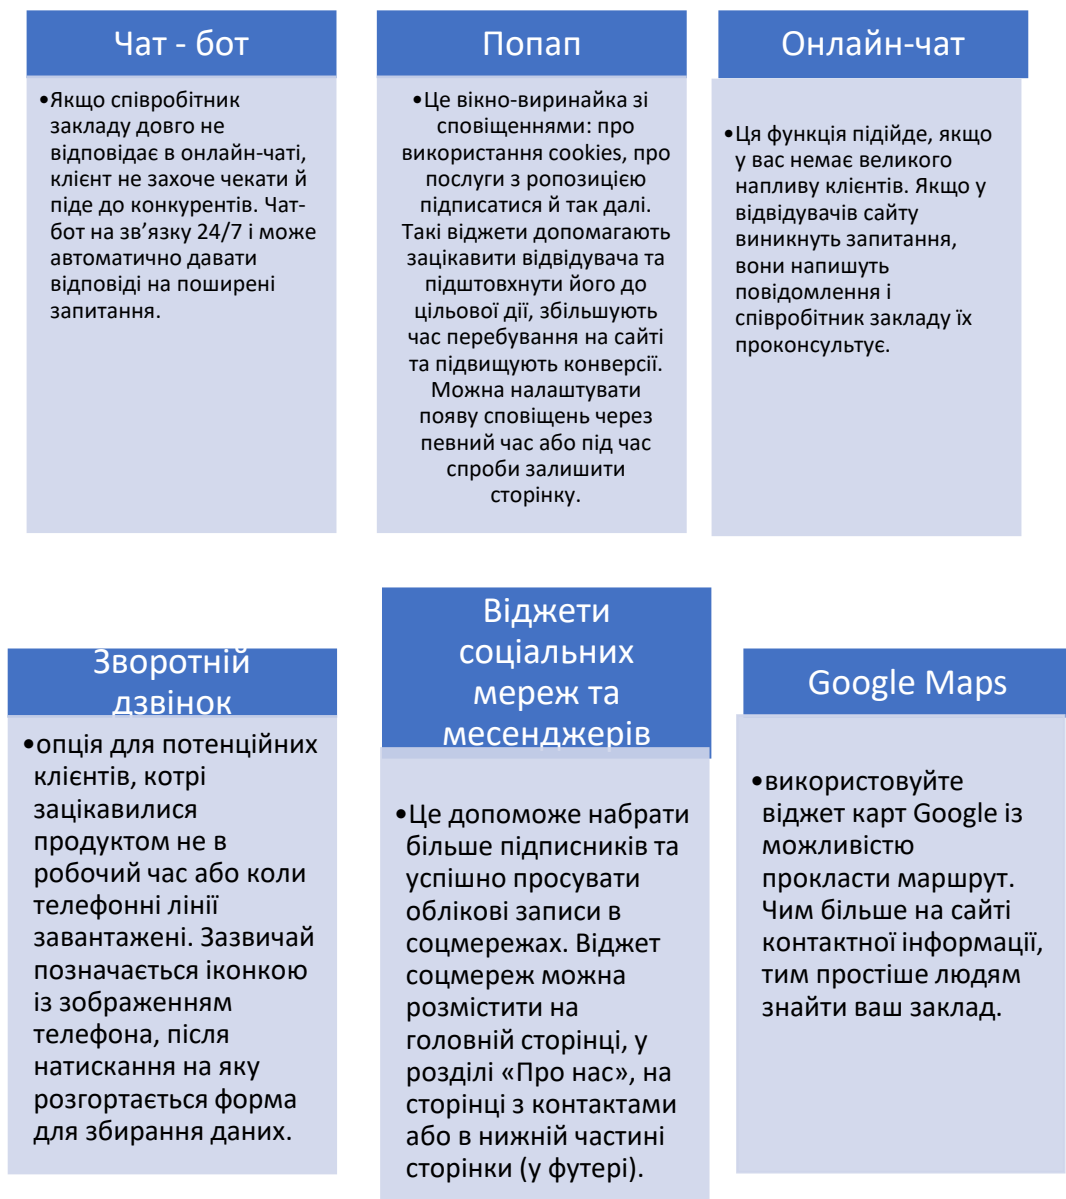 Чат - бот
•Якщо співробітник
закладу довго не
відповідає в онлайн-чаті,
клієнт не захоче чекати й
піде до конкурентів. Чат-
бот на зв’язку 24/7 і може
автоматично давати
відповіді на поширені
запитання.
Попап
•Це вікно-виринайка зі
сповіщеннями: про
використання cookies, про
послуги з ропозицією
підписатися й так далі.
Такі віджети допомагають
зацікавити відвідувача та
підштовхнути його до
цільової дії, збільшують
час перебування на сайті
та підвищують конверсії.
Можна налаштувати
появу сповіщень через
певний час або під час
спроби залишити
сторінку.
Онлайн-чат
•Ця функція підійде, якщо
у вас немає великого
напливу клієнтів. Якщо у
відвідувачів сайту
виникнуть запитання,
вони напишуть
повідомлення і
співробітник закладу їх
проконсультує.
Зворотній
дзвінок
•опція для потенційних
клієнтів, котрі
зацікавилися
продуктом не в
робочий час або коли
телефонні лінії
завантажені. Зазвичай
позначається іконкою
із зображенням
телефона, після
натискання на яку
розгортається форма
для збирання даних.
Віджети
соціальних
мереж та
месенджерів
•Це допоможе набрати
більше підписників та
успішно просувати
облікові записи в
соцмережах. Віджет
соцмереж можна
розмістити на
головній сторінці, у
розділі «Про нас», на
сторінці з контактами
або в нижній частині
сторінки (у футері).
Google Maps
•використовуйте
віджет карт Google із
можливістю
прокласти маршрут.
Чим більше на сайті
контактної інформації,
тим простіше людям
знайти ваш заклад.